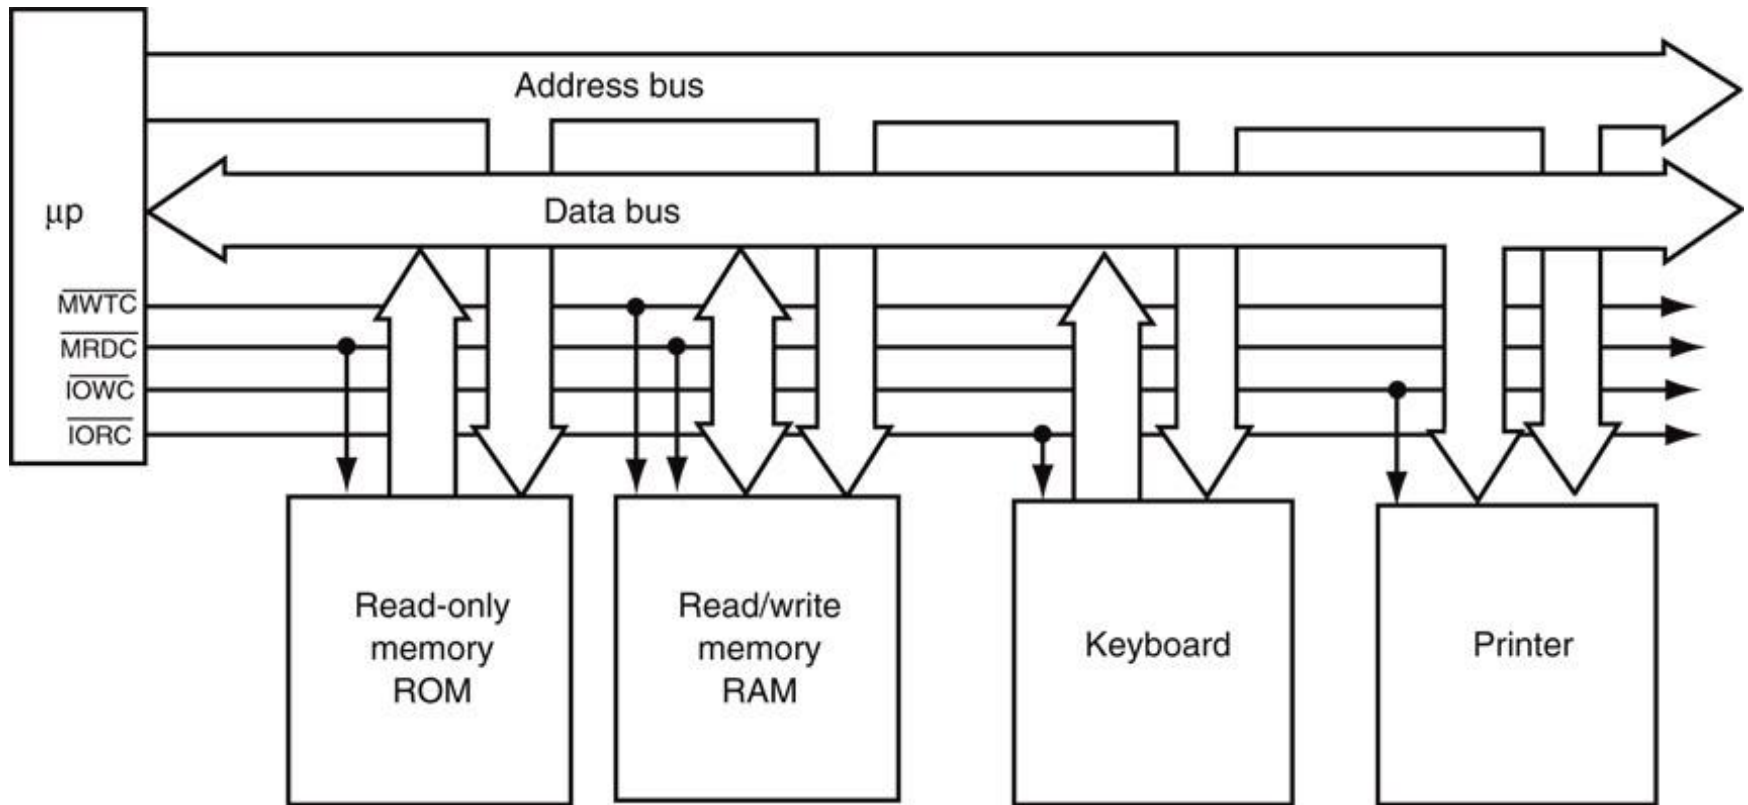 Address bus
µp
Data bus
MWTC
MRDC
IOWC
IORC
Read-only
memory
ROM
Read/write
memory
RAM
Keyboard
Printer